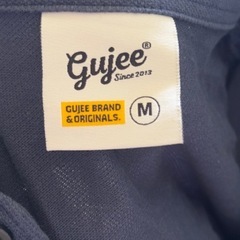 Gujee®
Since 2013
GUJEE BRAND
& ORIGINALS.
M